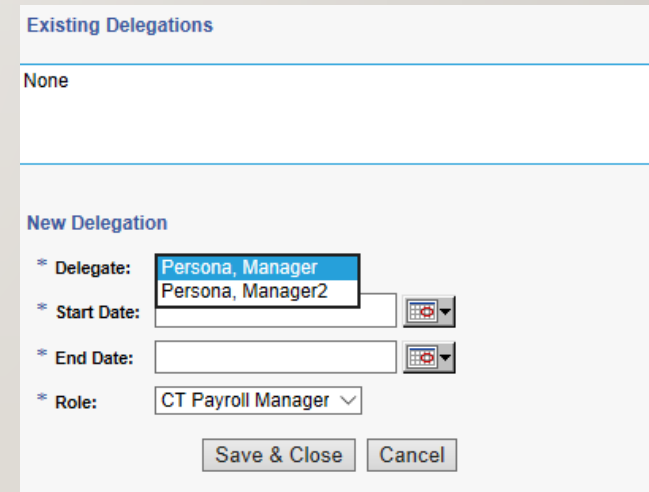 Existing Delegations
None
New Delegation
* Delegate: Persona, Manager
Persona, Manager2
* Start Date:
* End Date:
* Role: CT Payroll Manager
Save & Close Cancel